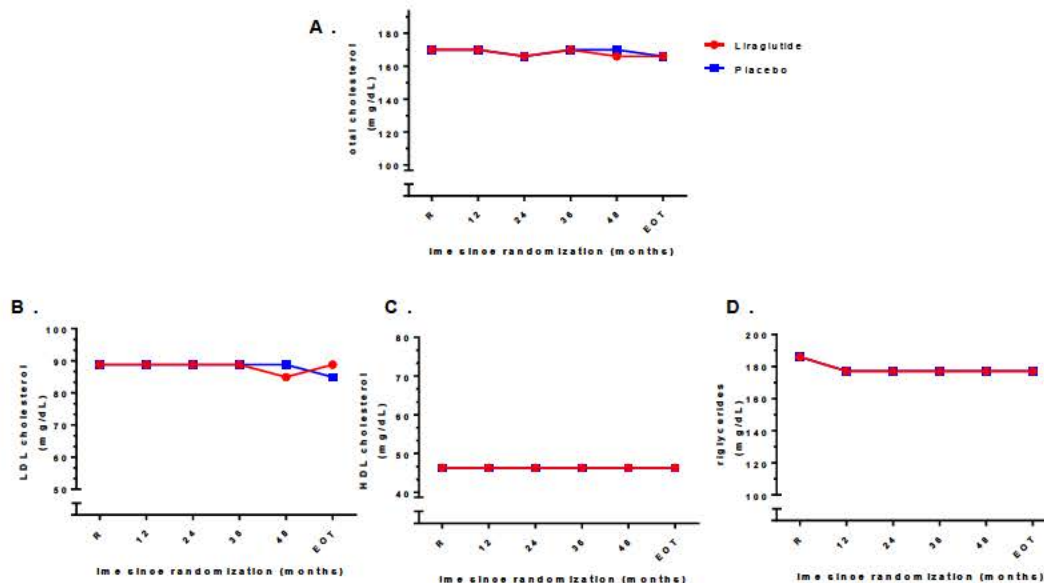 A .
otal cholesterol
(mg/dL)
180
160
140
120
100
R
12
24
36
48
EOT
ime since randomization (months)
Liraglutide
Placebo
B .
LDL cholesterol
(mg/dL)
100
90
80
70
60
50
R
12
24
36
48
EOT
ime since randomization (months)
C .
HDL cholesterol
(mg/dL)
80
70
60
50
40
R
12
24
36
48
EOT
ime since randomization (months)
D .
riglycerides
(mg/dL)
200
180
160
140
120
100
R
12
24
36
48
EOT
ime since randomization (months)